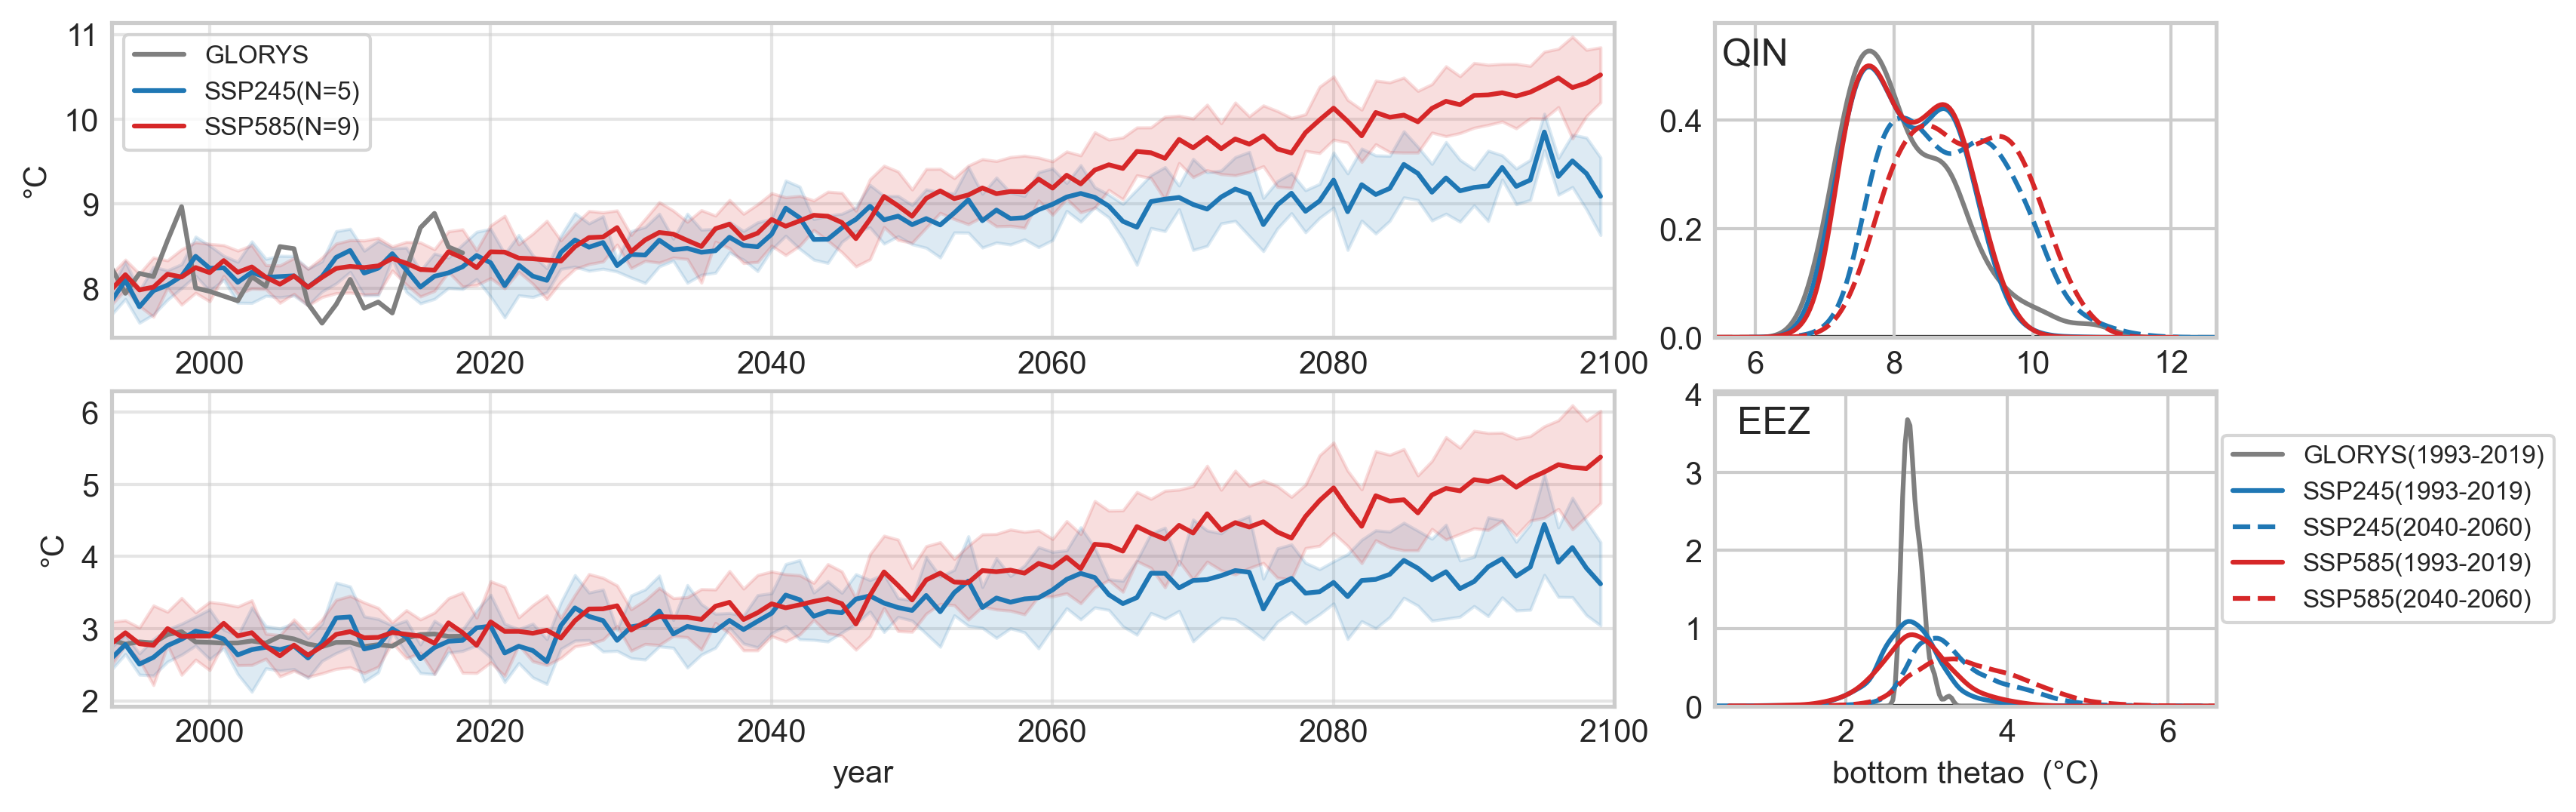 11
10
9
8
°C
GLORYS
SSP245(N=5)
SSP585(N=9)
2000
2020
2040
2060
2080
2100
QIN
0.4
0.2
0.0
6
8
10
12
6
5
4
3
2
°C
2000
2020
2040
2060
2080
2100
year
EEZ
4
3
2
1
0
2
4
6
bottom thetao (°C)
GLORYS(1993-2019)
SSP245(1993-2019)
SSP245(2040-2060)
SSP585(1993-2019)
SSP585(2040-2060)